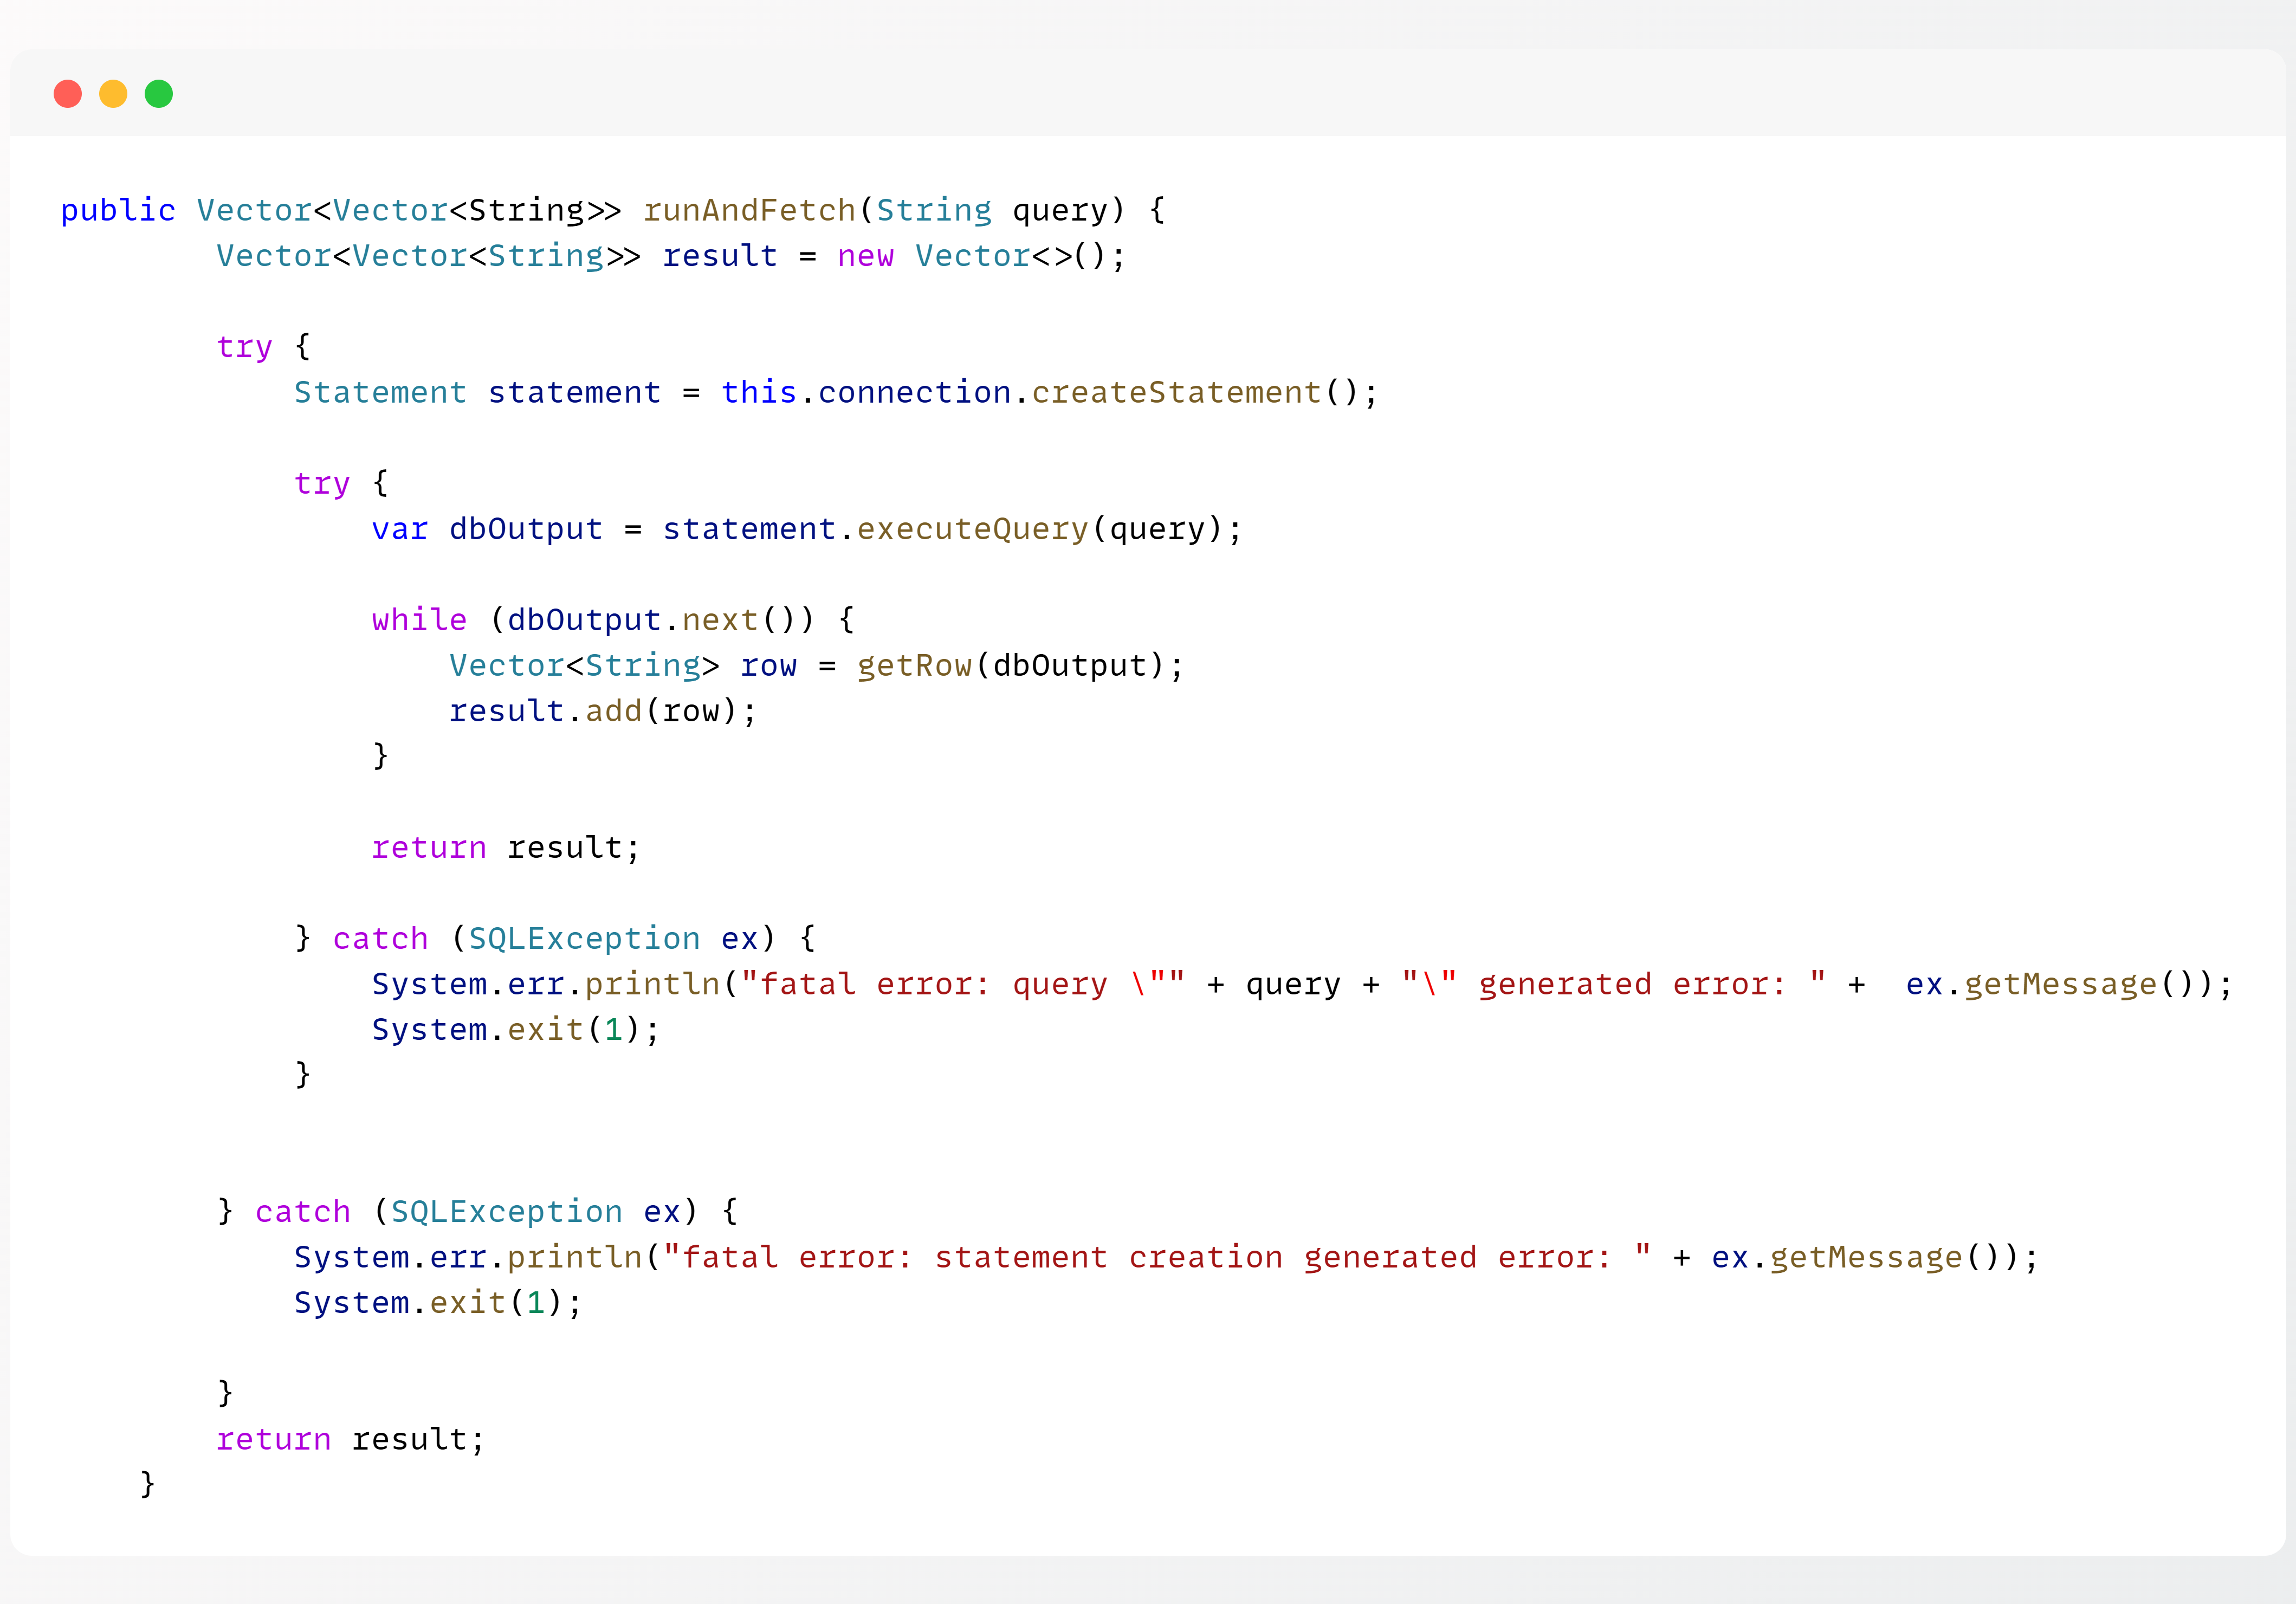 public Vector<Vector<String>> runAndFetch(String query) {
        Vector<Vector<String>> result = new Vector<>();

        try {
            Statement statement = this.connection.createStatement();

            try {
                var dbOutput = statement.executeQuery(query);

                while (dbOutput.next()) {
                    Vector<String> row = getRow(dbOutput);
                    result.add(row);
                }

                return result;

            } catch (SQLException ex) {
                System.err.println("fatal error: query \"" + query + "\" generated error: " +  ex.getMessage());
                System.exit(1);
            }


        } catch (SQLException ex) {
            System.err.println("fatal error: statement creation generated error: " + ex.getMessage());
            System.exit(1);

        }
        return result;
    }